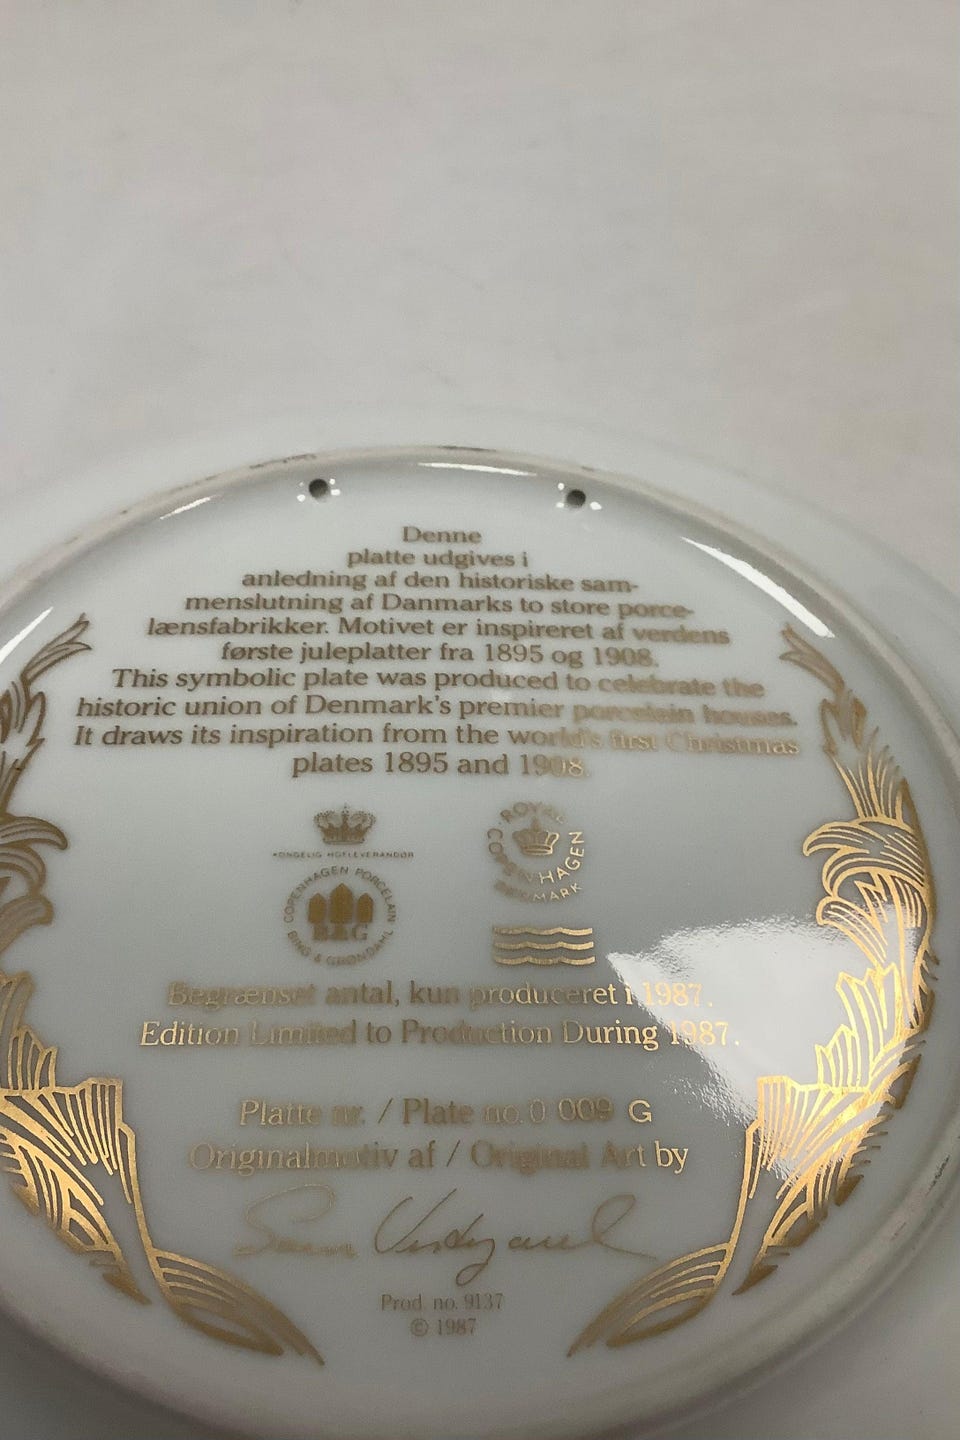 Denne
platte udgives i
anledning af den historiske sam-
menslutning af Danmarks to store porce-
lænsfabrikker. Motivet er inspireret af verdens
første juleplatter fra 1895 og 1908.
This symbolic plate was produced to celebrate the
historic union of Denmark's premier porcelain houses.
It draws its inspiration from the world's first Christmas
plates 1895 and 1908.
KONGELIG HOFLEVERANDØR
COPENHAGEN PORCELAIN
B&G
BING & GRØNDAHL
ROYAL
COPENHAGEN
DENMARK
Begrænset antal, kun produceret i 1987.
Edition Limited to Production During 1987.
Platte nr. / Plate no. 0 009 G
Originalmotiv af / Original Art by
Prod. no. 9137
© 1987